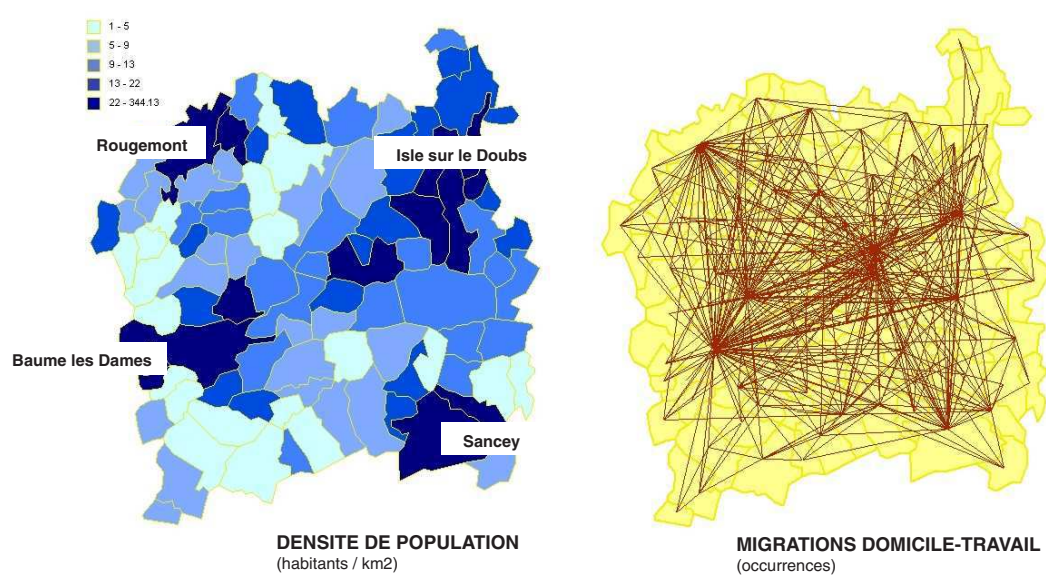 1 - 5
5 - 9
9 - 13
13 - 22
22 - 344.13
Rougemont
Isle sur le Doubs
Baume les Dames
Sancey
DENSITE DE POPULATION
(habitants / km2)
MIGRATIONS DOMICILE-TRAVAIL
(occurrences)